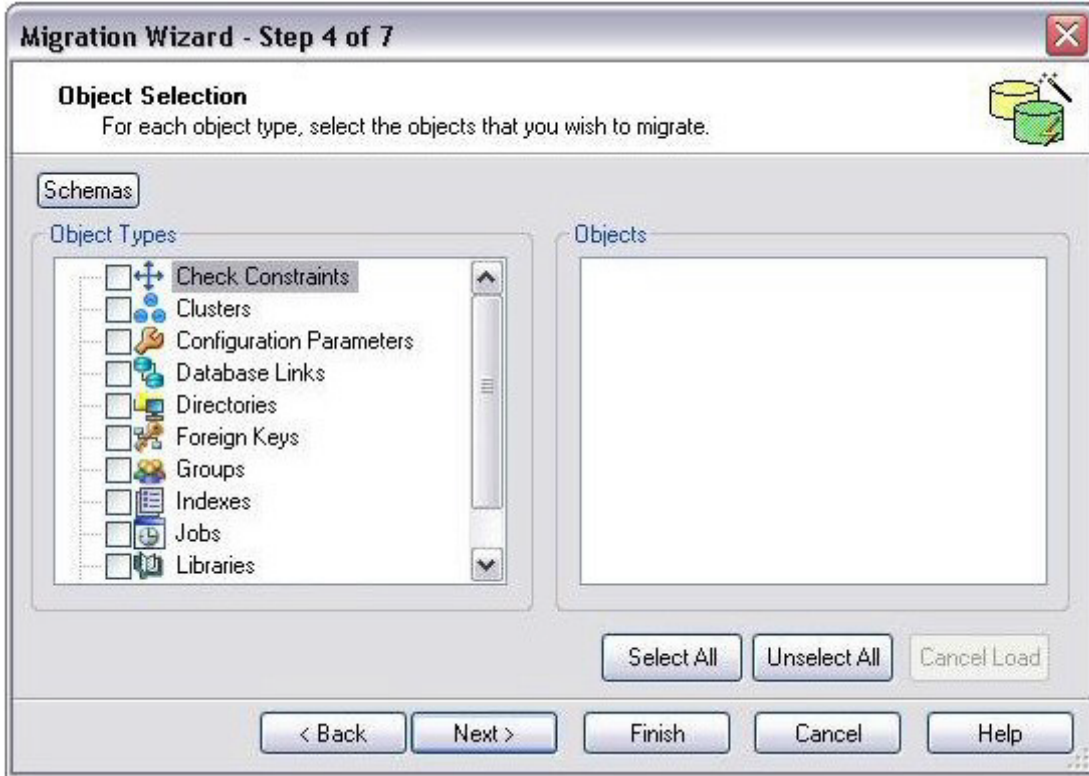 Migration Wizard - Step 4 of 7
Object Selection
For each object type, select the objects that you wish to migrate.
Schemas
Object Types
Check Constraints
Clusters
Configuration Parameters
Database Links
Directories
Foreign Keys
Groups
Indexes
Jobs
Libraries
Objects
Select All
Unselect All
Cancel Load
< Back
Next >
Finish
Cancel
Help